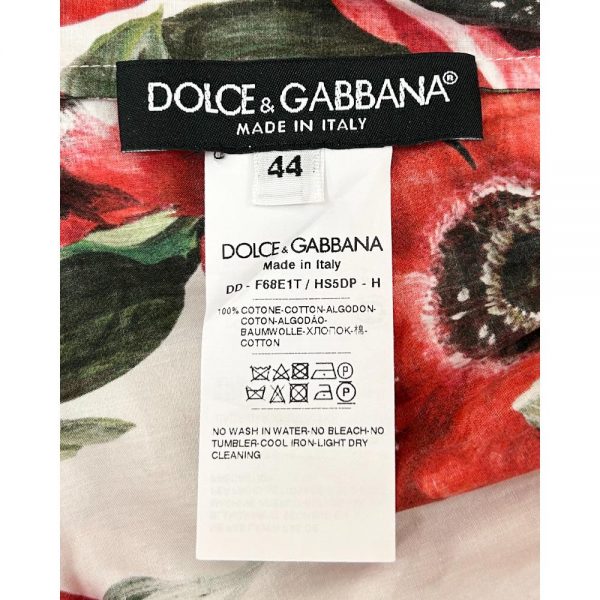 DOLCE & GABBANA®
MADE IN ITALY
44
DOLCE & GABBANA
Made in Italy
DD - F68E1T / HS5DP - H
100% COTONE-COTTON-ALGODON-
COTON-ALGODÃO-
BAUMWOLLE-ХЛОПОК-棉-
COTTON
P
P
NO WASH IN WATER-NO BLEACH-NO
TUMBLER-COOL IRON-LIGHT DRY
CLEANING